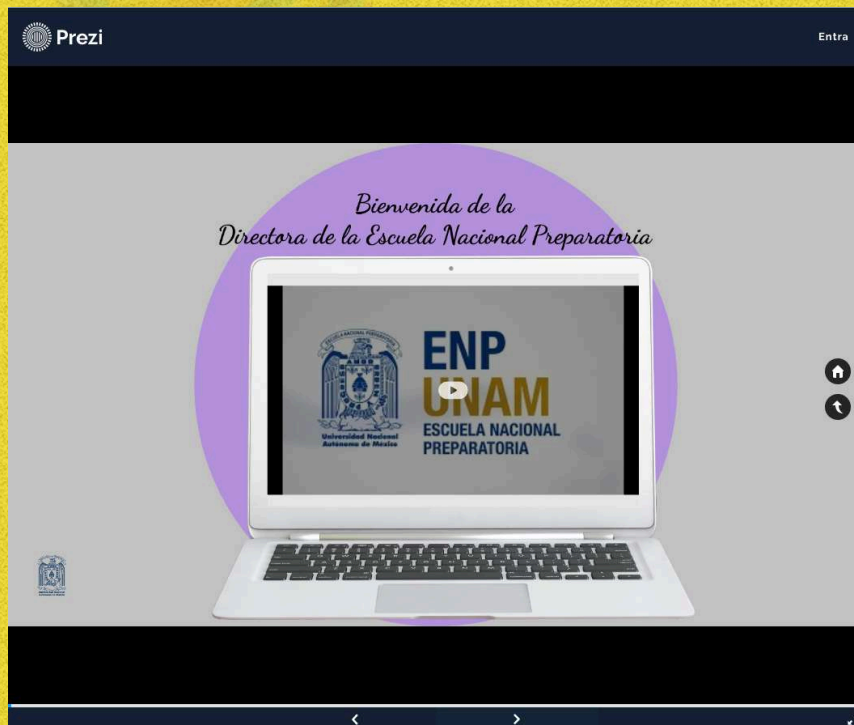 Prezi
Entra
Bienvenida de la
Directora de la Escuela Nacional Preparatoria
ENP
UNAM
ESCUELA NACIONAL
PREPARATORIA
Universidad Nacional
Autónoma de México